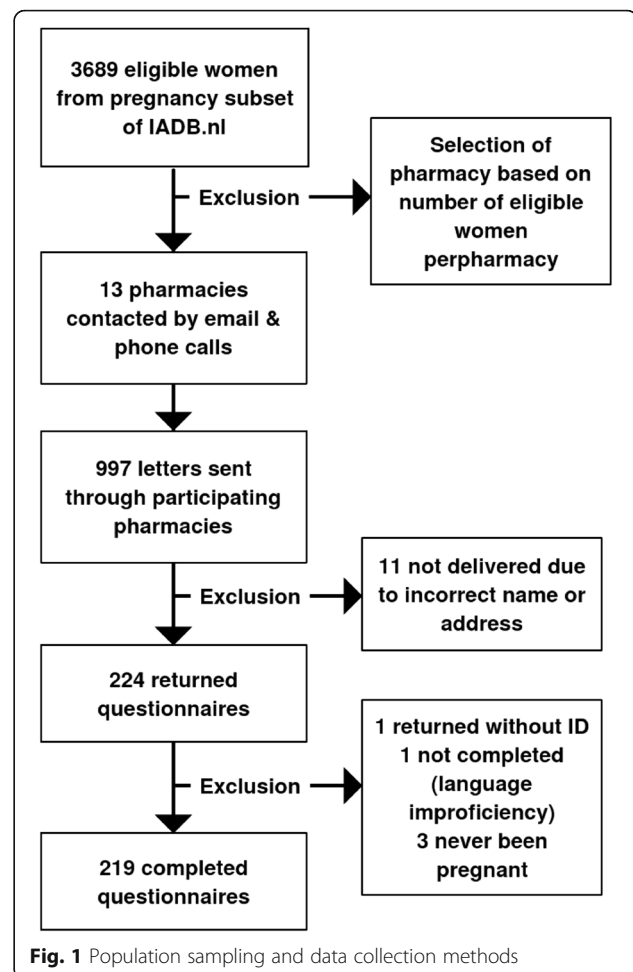 3689 eligible women
from pregnancy subset
of IADB.nl
Exclusion
Selection of
pharmacy based on
number of eligible
women
perpharmacy
13 pharmacies
contacted by email &
phone calls
997 letters sent
through participating
pharmacies
Exclusion
11 not delivered due
to incorrect name or
address
224 returned
questionnaires
Exclusion
1 returned without ID
1 not completed
(language
improficiency)
3 never been
pregnant
219 completed
questionnaires
Fig. 1 Population sampling and data collection methods